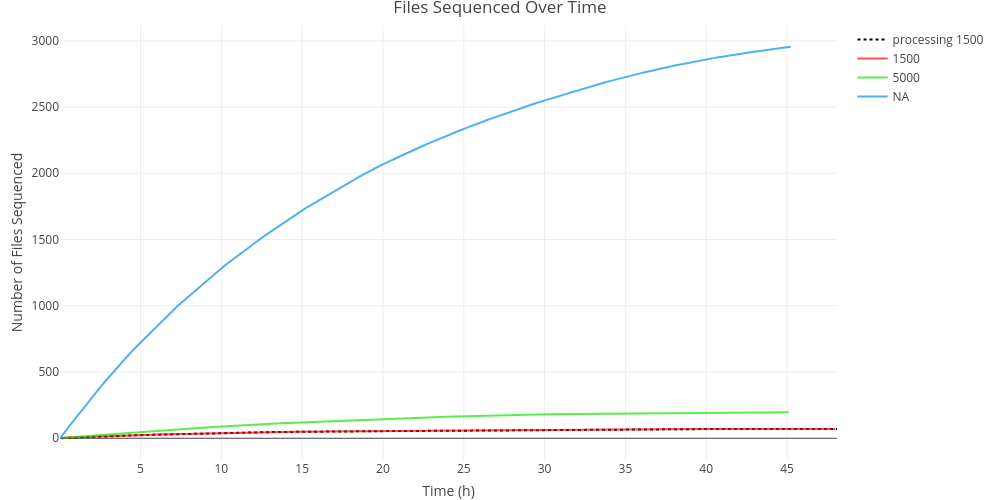 Files Sequenced Over Time
processing 1500
1500
5000
NA
Number of Files Sequenced
3000
2500
2000
1500
1000
500
0
5 10 15 20 25 30 35 40 45
Time (h)